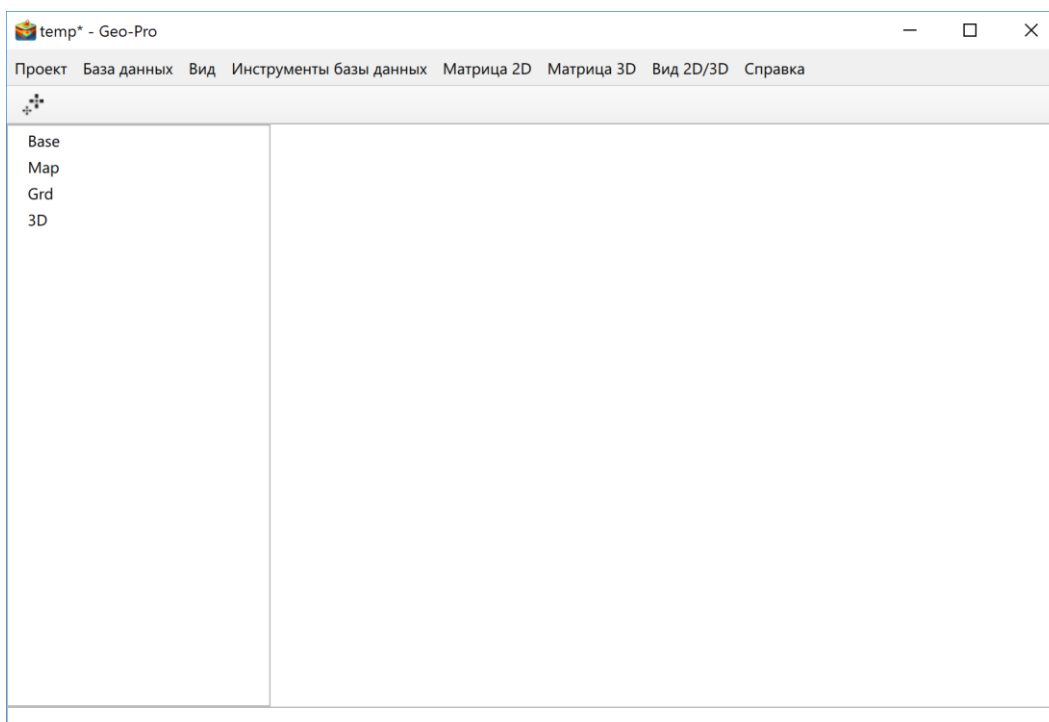 temp* - Geo-Pro
Проект База данных Вид Инструменты базы данных Матрица 2D Матрица 3D Вид 2D/3D Справка
Base
Map
Grd
3D